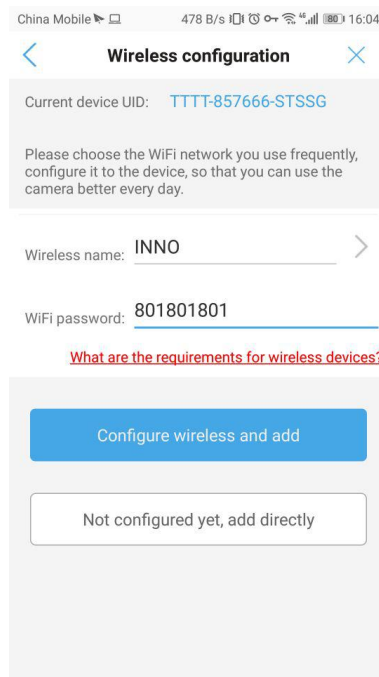 China Mobile 478 B/s 46 80 16:04
Wireless configuration
Current device UID: TTTT-857666-STSSG
Please choose the WiFi network you use frequently,
configure it to the device, so that you can use the
camera better every day.
Wireless name: INNO
WiFi password: 801801801
What are the requirements for wireless devices?
Configure wireless and add
Not configured yet, add directly